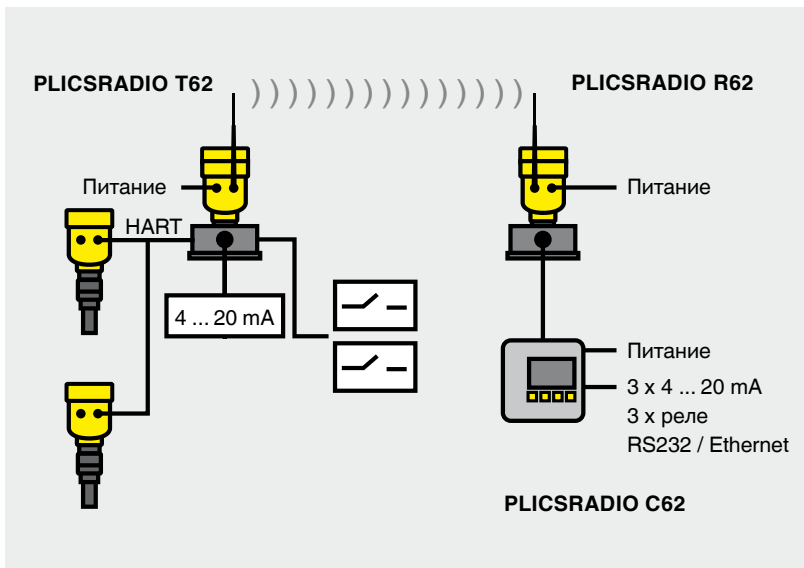 PLICSRADIO T62
PLICSRADIO R62
Питание
Питание
HART
4 ... 20 mA
Питание
3 x 4 ... 20 mA
3 x реле
RS232 / Ethernet
PLICSRADIO C62